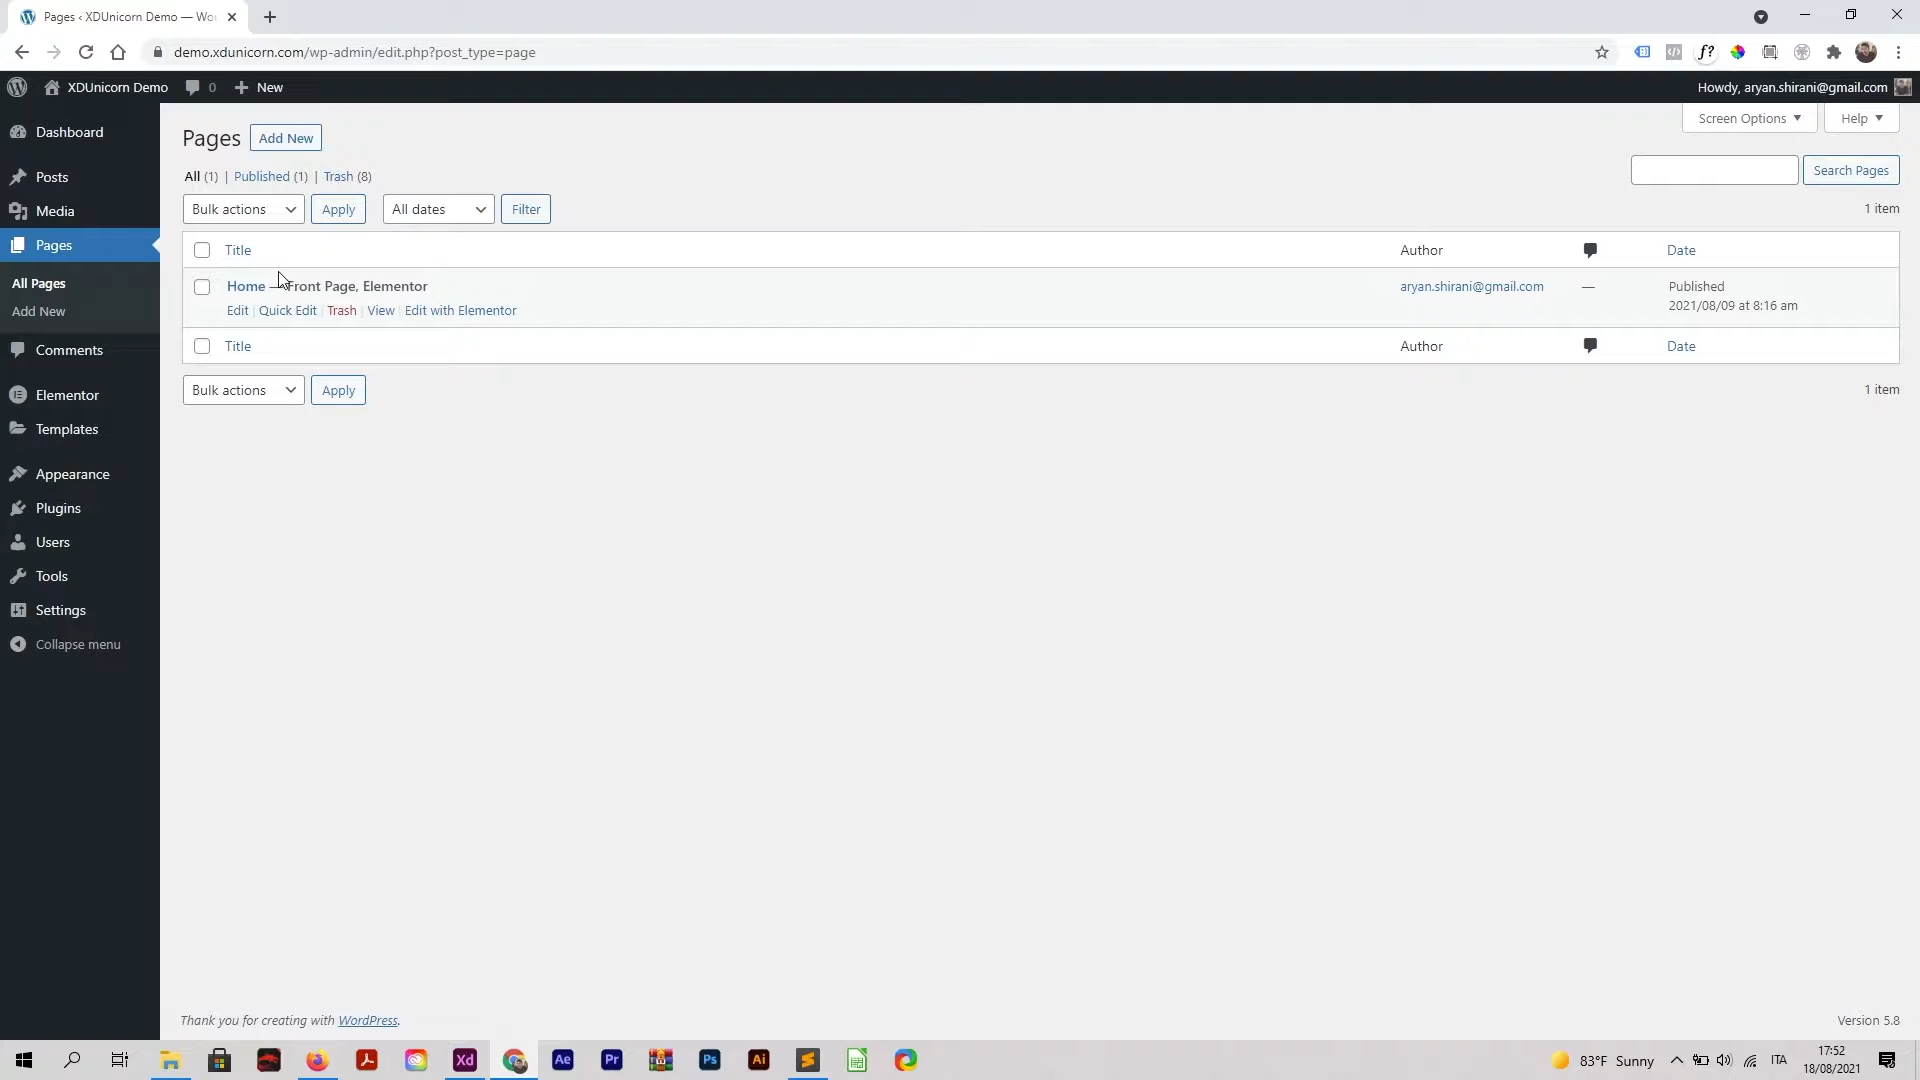 Pages ‹ XDUnicorn Demo — Wo
demo.xdunicorn.com/wp-admin/edit.php?post_type=page
f?
XDUnicorn Demo
0
New
Howdy, aryan.shirani@gmail.com
Dashboard
Posts
Media
Pages
All Pages
Add New
Comments
Elementor
Templates
Appearance
Plugins
Users
Tools
Settings
Collapse menu
Screen Options
Help
Pages
Add New
All (1) | Published (1) | Trash (8)
Search Pages
Bulk actions
Apply
All dates
Filter
1 item
Title
Author
Date
Home — Front Page, Elementor
Edit | Quick Edit | Trash | View | Edit with Elementor
aryan.shirani@gmail.com
—
Published
2021/08/09 at 8:16 am
Title
Author
Date
Bulk actions
Apply
1 item
Thank you for creating with WordPress.
Version 5.8
Xd
Ae
Pr
Ps
Ai
83°F Sunny
ITA
17:52
18/08/2021